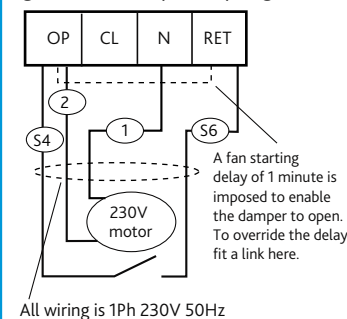 OP CL N RET
2
S4 1 S6
A fan starting
delay of 1 minute is
imposed to enable
the damper to open.
To override the delay
fit a link here.
230V
motor
All wiring is 1Ph 230V 50Hz